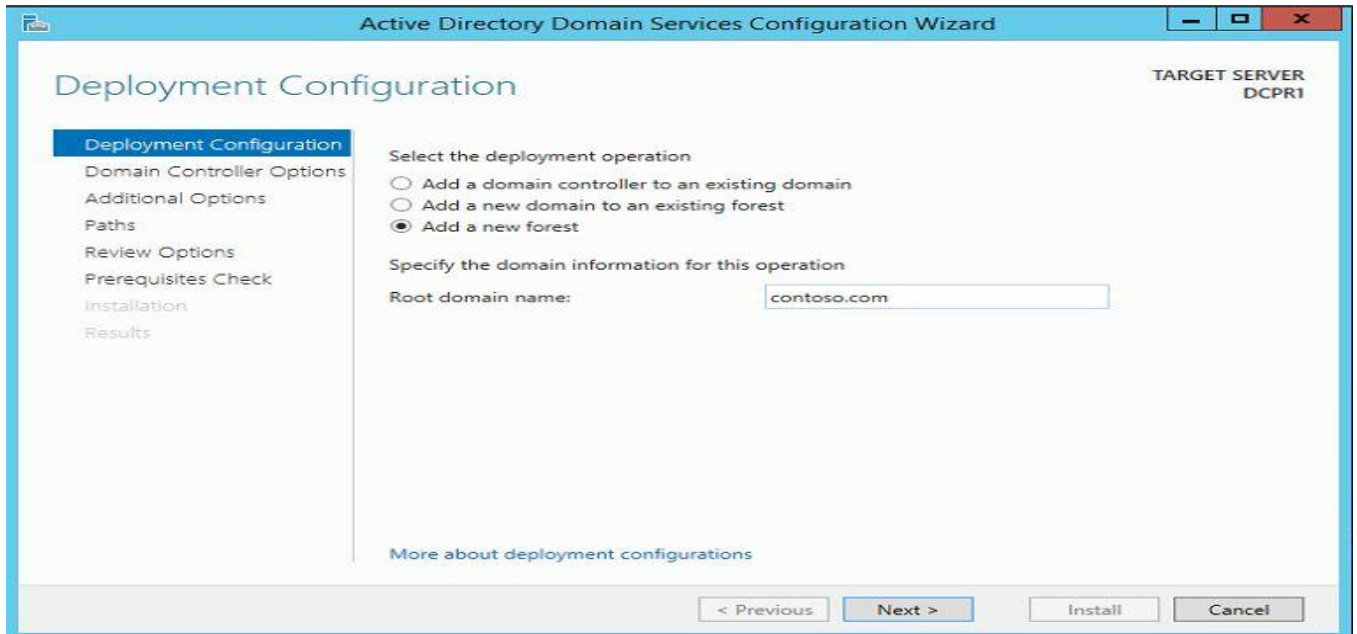 Active Directory Domain Services Configuration Wizard
Deployment Configuration
TARGET SERVER
DCPR1
Deployment Configuration
Domain Controller Options
Additional Options
Paths
Review Options
Prerequisites Check
Installation
Results
Select the deployment operation
Add a domain controller to an existing domain
Add a new domain to an existing forest
Add a new forest
Specify the domain information for this operation
Root domain name: contoso.com
More about deployment configurations
< Previous Next > Install Cancel